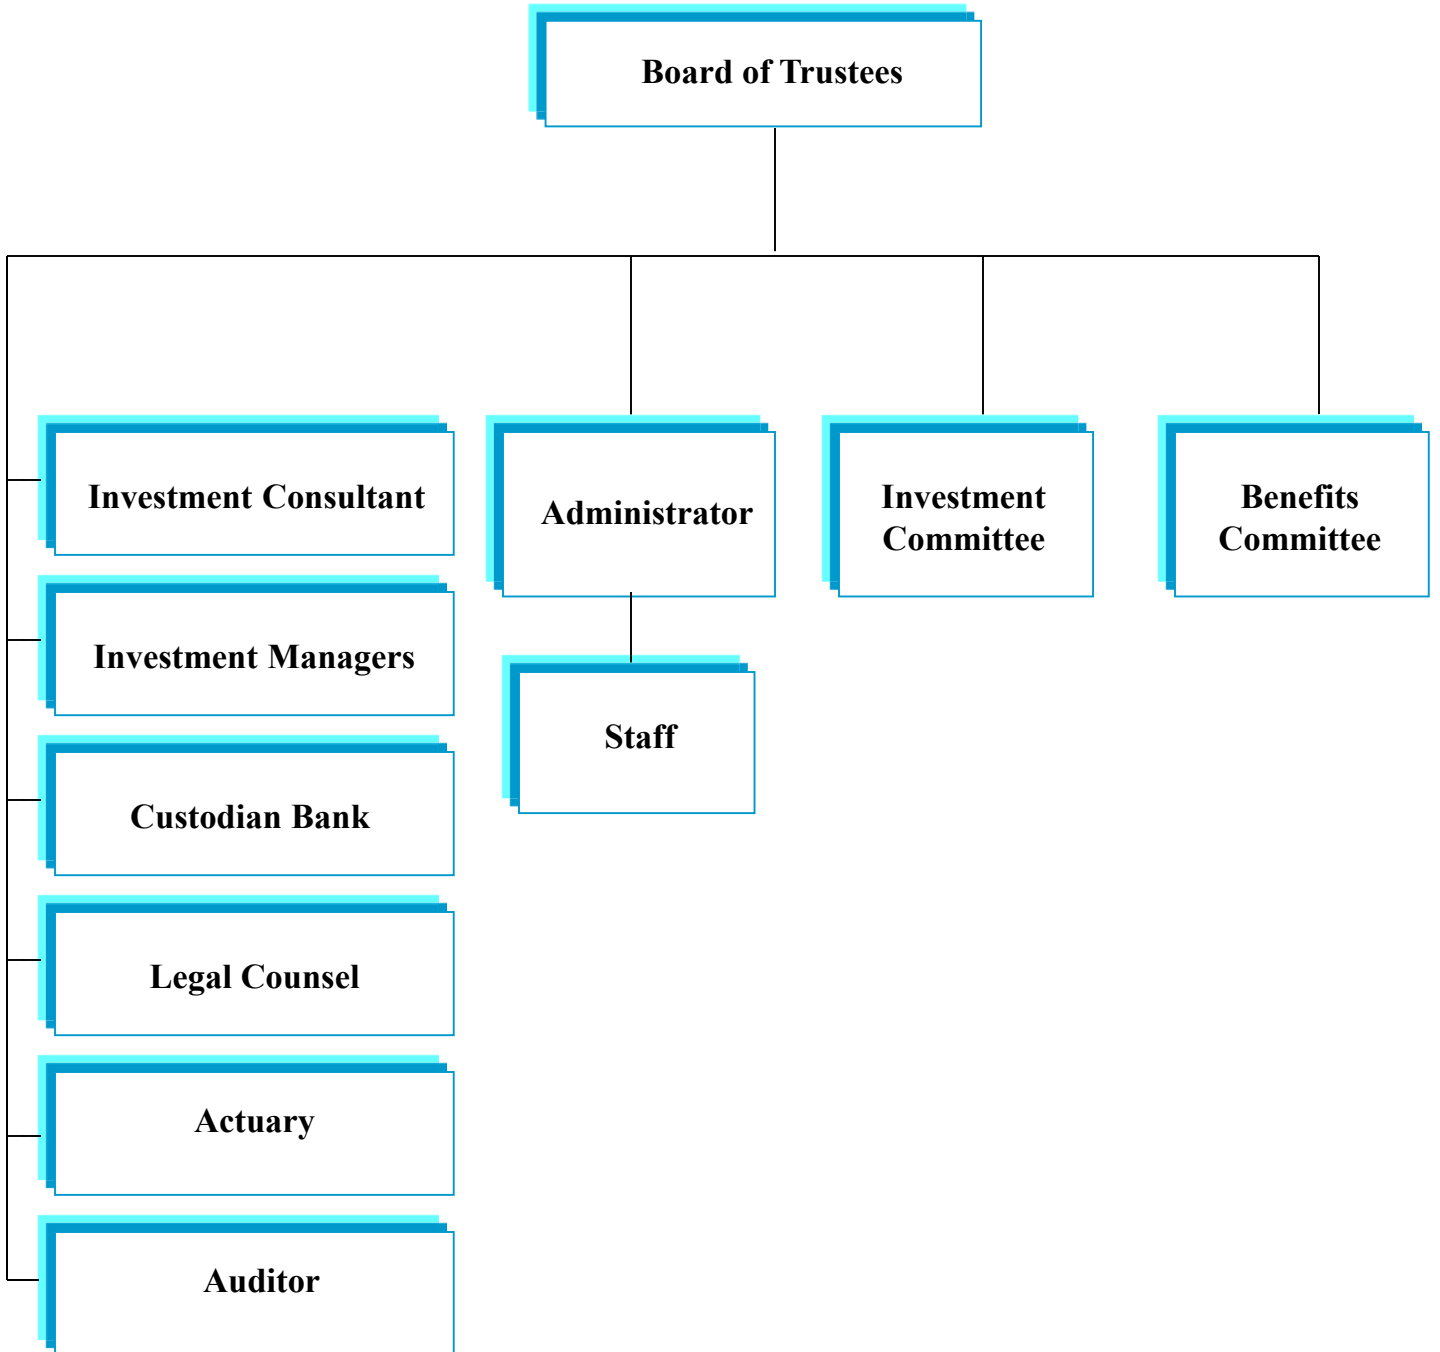 Board of Trustees
Investment Consultant
Administrator
Investment
Committee
Benefits
Committee
Investment Managers
Staff
Custodian Bank
Legal Counsel
Actuary
Auditor